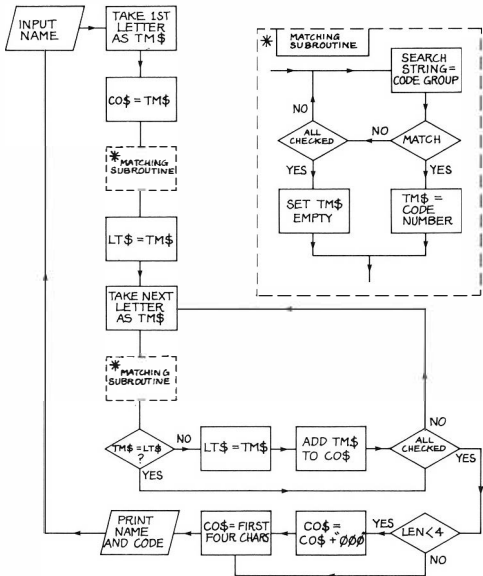 INPUT
NAME
TAKE 1ST
LETTER
AS TM$
CO$ = TM$
*MATCHING
SUBROUTINE
LT$ = TM$
TAKE NEXT
LETTER
AS TM$
*MATCHING
SUBROUTINE
TM$ = LT$
?
NO
YES
LT$ = TM$
ADD TM$
TO CO$
ALL
CHECKED
NO
YES
LEN<4
YES
NO
CO$ =
CO$ + "ØØØ"
CO$ = FIRST
FOUR CHARS
PRINT
NAME
AND CODE
* MATCHING
SUBROUTINE
SEARCH
STRING =
CODE GROUP
MATCH
NO
YES
ALL
CHECKED
NO
YES
SET TM$
EMPTY
TM$ =
CODE
NUMBER